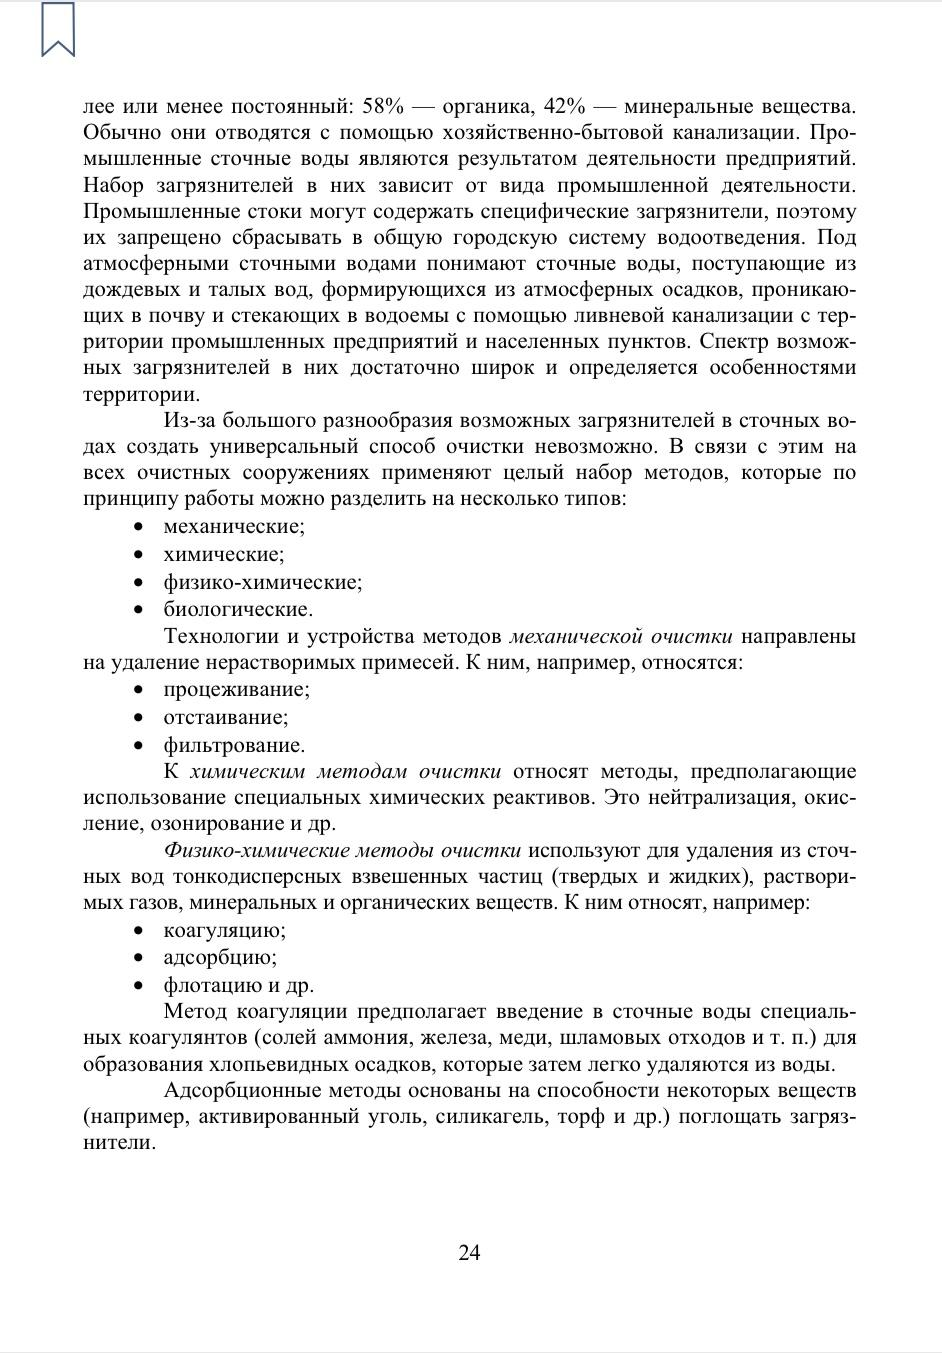 лее или менее постоянный: 58% — органика, 42% — минеральные вещества.
Обычно они отводятся с помощью хозяйственно-бытовой канализации. Про-
мышленные сточные воды являются результатом деятельности предприятий.
Набор загрязнителей в них зависит от вида промышленной деятельности.
Промышленные стоки могут содержать специфические загрязнители, поэтому
их запрещено сбрасывать в общую городскую систему водоотведения. Под
атмосферными сточными водами понимают сточные воды, поступающие из
дождевых и талых вод, формирующихся из атмосферных осадков, проникаю-
щих в почву и стекающих в водоемы с помощью ливневой канализации с тер-
ритории промышленных предприятий и населенных пунктов. Спектр возмож-
ных загрязнителей в них достаточно широк и определяется особенностями
территории.
Из-за большого разнообразия возможных загрязнителей в сточных во-
дах создать универсальный способ очистки невозможно. В связи с этим на
всех очистных сооружениях применяют целый набор методов, которые по
принципу работы можно разделить на несколько типов:
• механические;
• химические;
• физико-химические;
• биологические.
Технологии и устройства методов механической очистки направлены
на удаление нерастворимых примесей. К ним, например, относятся:
• процеживание;
• отстаивание;
• фильтрование.
К химическим методам очистки относят методы, предполагающие
использование специальных химических реактивов. Это нейтрализация, окис-
ление, озонирование и др.
Физико-химические методы очистки используют для удаления из сточ-
ных вод тонкодисперсных взвешенных частиц (твердых и жидких), раствори-
мых газов, минеральных и органических веществ. К ним относят, например:
• коагуляцию;
• адсорбцию;
• флотацию и др.
Метод коагуляции предполагает введение в сточные воды специаль-
ных коагулянтов (солей аммония, железа, меди, шламовых отходов и т. п.) для
образования хлопьевидных осадков, которые затем легко удаляются из воды.
Адсорбционные методы основаны на способности некоторых веществ
(например, активированный уголь, силикагель, торф и др.) поглощать загряз-
нители.
24